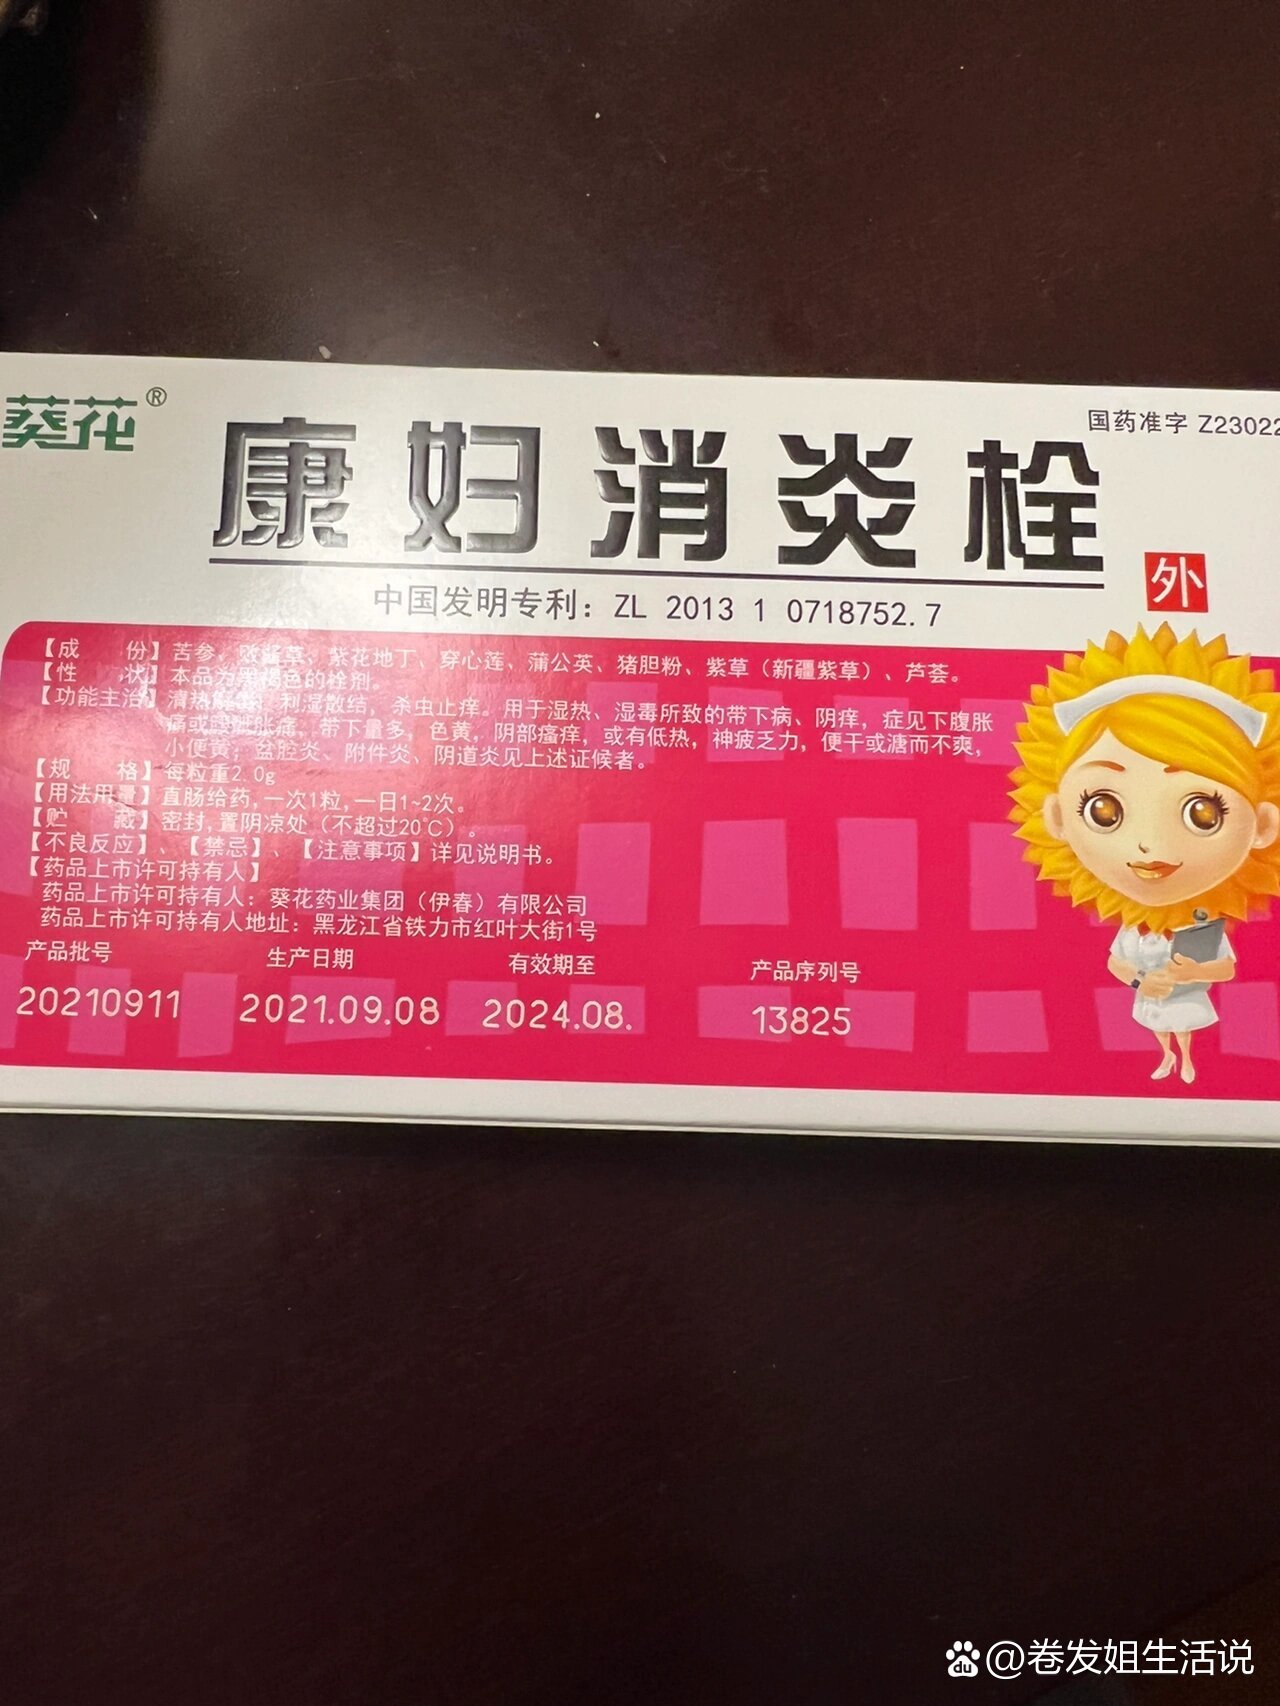 葵花®
国药准字 Z23022
康妇消炎栓
外
中国发明专利：ZL 2013 1 0718752.7
【成 份】苦参、败酱草、紫花地丁、穿心莲、蒲公英、猪胆粉、紫草（新疆紫草）、芦荟。
【性 状】本品为黑褐色的栓剂。
【功能主治】清热解毒，利湿散结，杀虫止痒。用于湿热、湿毒所致的带下病、阴痒，症见下腹胀
痛或腰骶胀痛，带下量多，色黄，阴部瘙痒，或有低热，神疲乏力，便干或溏而不爽，
小便黄；盆腔炎、附件炎、阴道炎见上述证候者。
【规 格】每粒重2.0g
【用法用量】直肠给药，一次1粒，一日1~2次。
【贮 藏】密封，置阴凉处（不超过20℃）。
【不良反应】、【禁忌】、【注意事项】详见说明书。
【药品上市许可持有人】
药品上市许可持有人：葵花药业集团（伊春）有限公司
药品上市许可持有人地址：黑龙江省铁力市红叶大街1号
产品批号 生产日期 有效期至 产品序列号
20210911 2021.09.08 2024.08. 13825
Bai du @卷发姐生活说